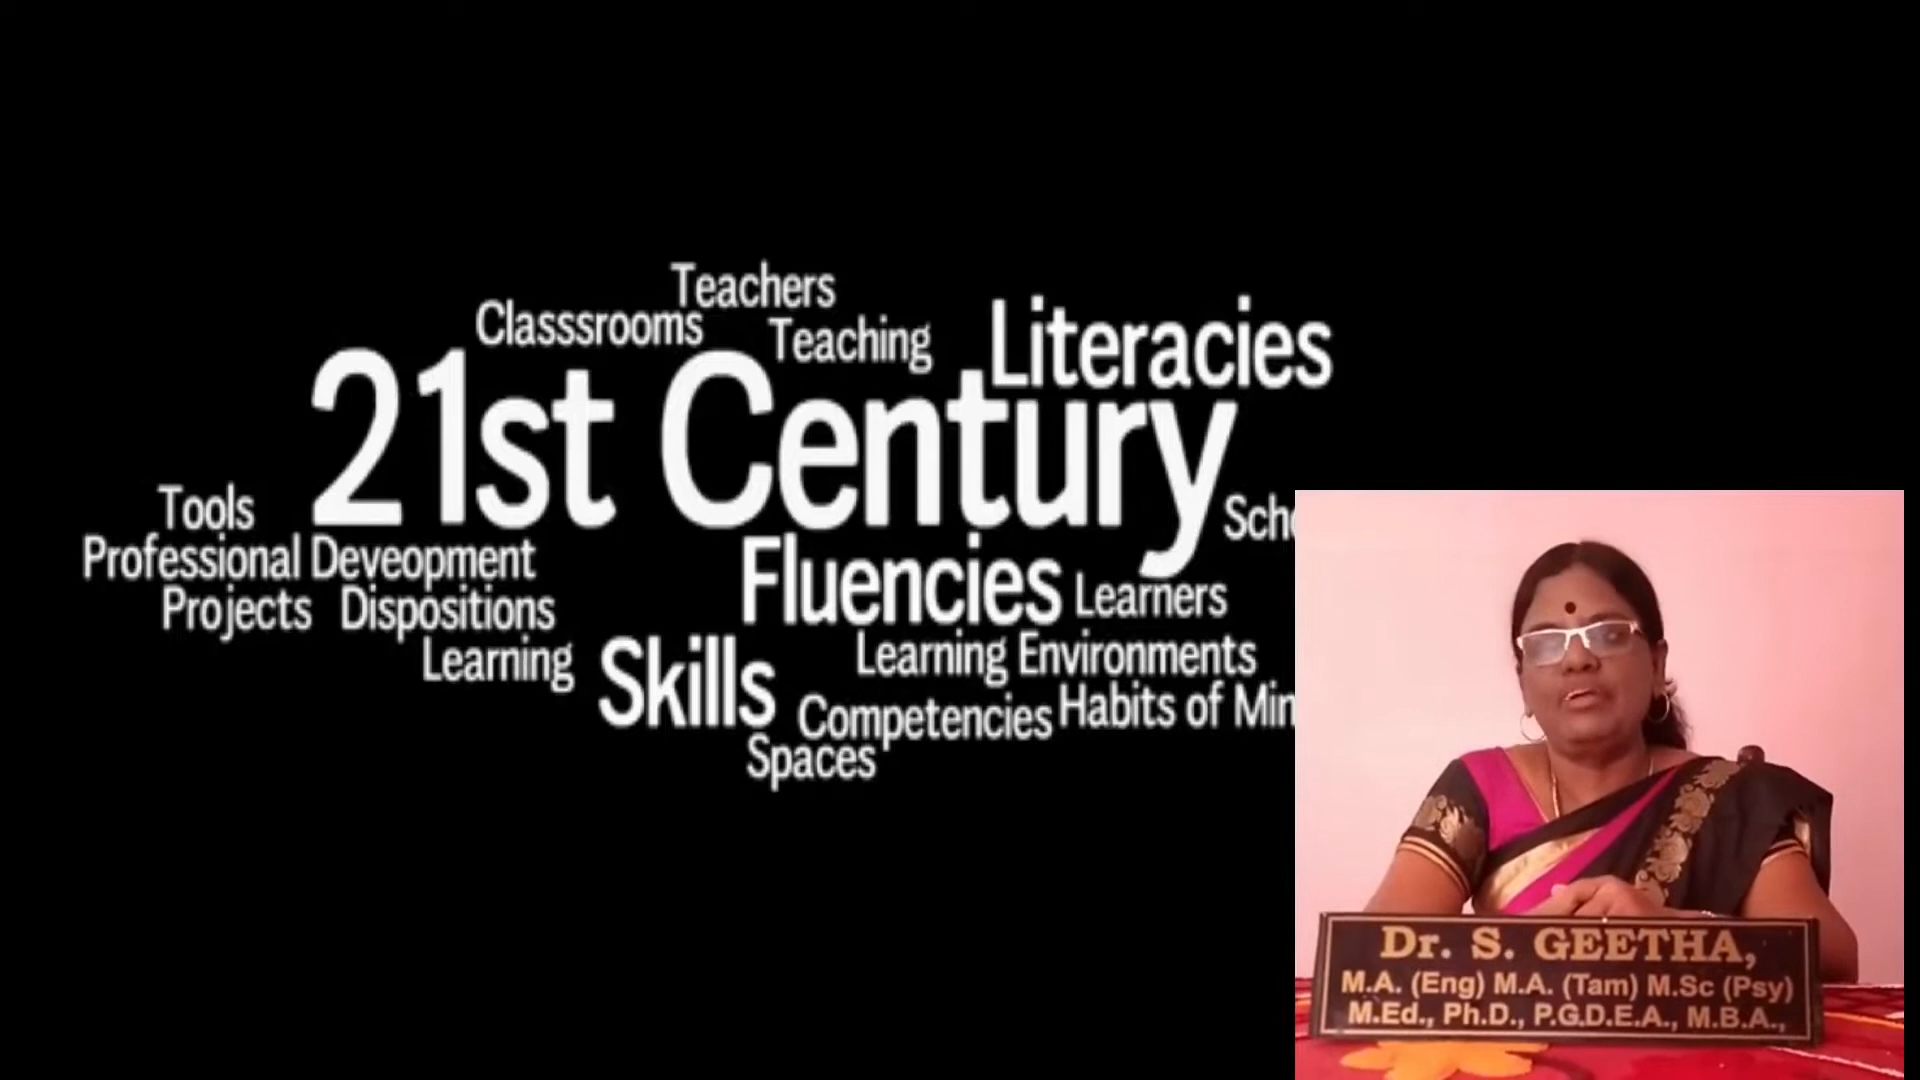 Teachers
Classsrooms
Teaching
Literacies
21st Century
Tools
Professional Deveopment
Projects
Dispositions
Fluencies
Learners
Learning
Skills
Learning Environments
Competencies
Habits of Min
Spaces
Dr. S. GEETHA,
M.A. (Eng) M.A. (Tam) M.Sc (Psy)
M.Ed., Ph.D., P.G.D.E.A., M.B.A.,